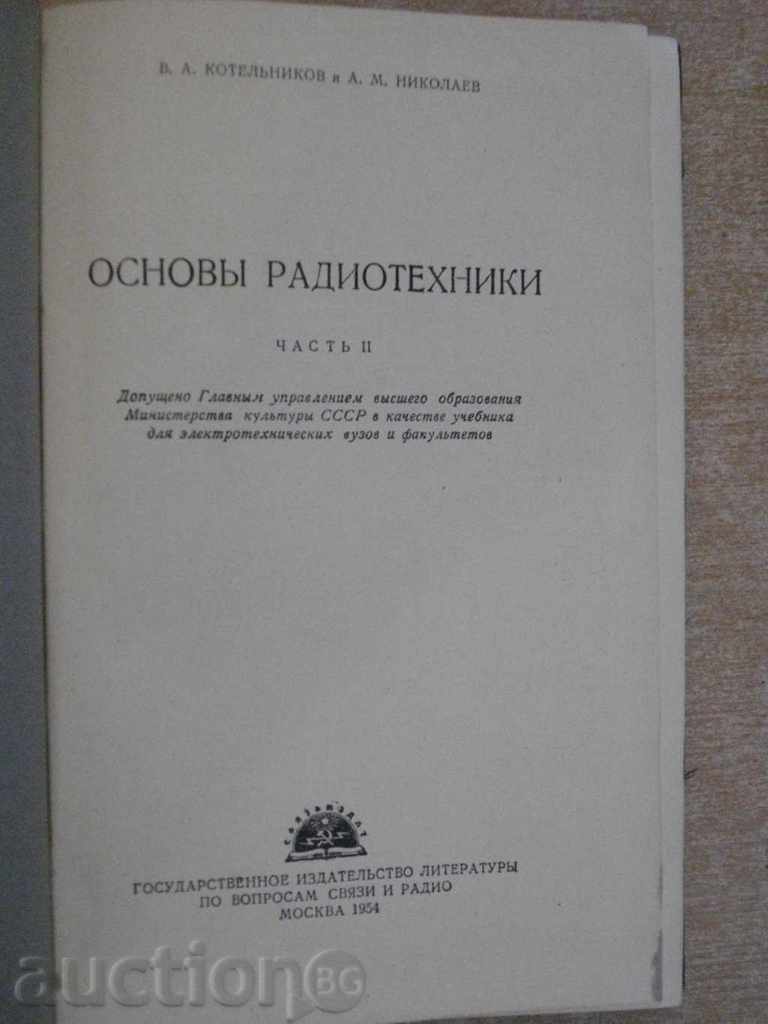 В. А. КОТЕЛЬНИКОВ и А. М. НИКОЛАЕВ
ОСНОВЫ РАДИОТЕХНИКИ
ЧАСТЬ II
Допущено Главным управлением высшего образования
Министерства культуры СССР в качестве учебника
для электротехнических вузов и факультетов
СВЯЗЬИЗДАТ
ГОСУДАРСТВЕННОЕ ИЗДАТЕЛЬСТВО ЛИТЕРАТУРЫ
ПО ВОПРОСАМ СВЯЗИ И РАДИО
МОСКВА 1954
auction BG